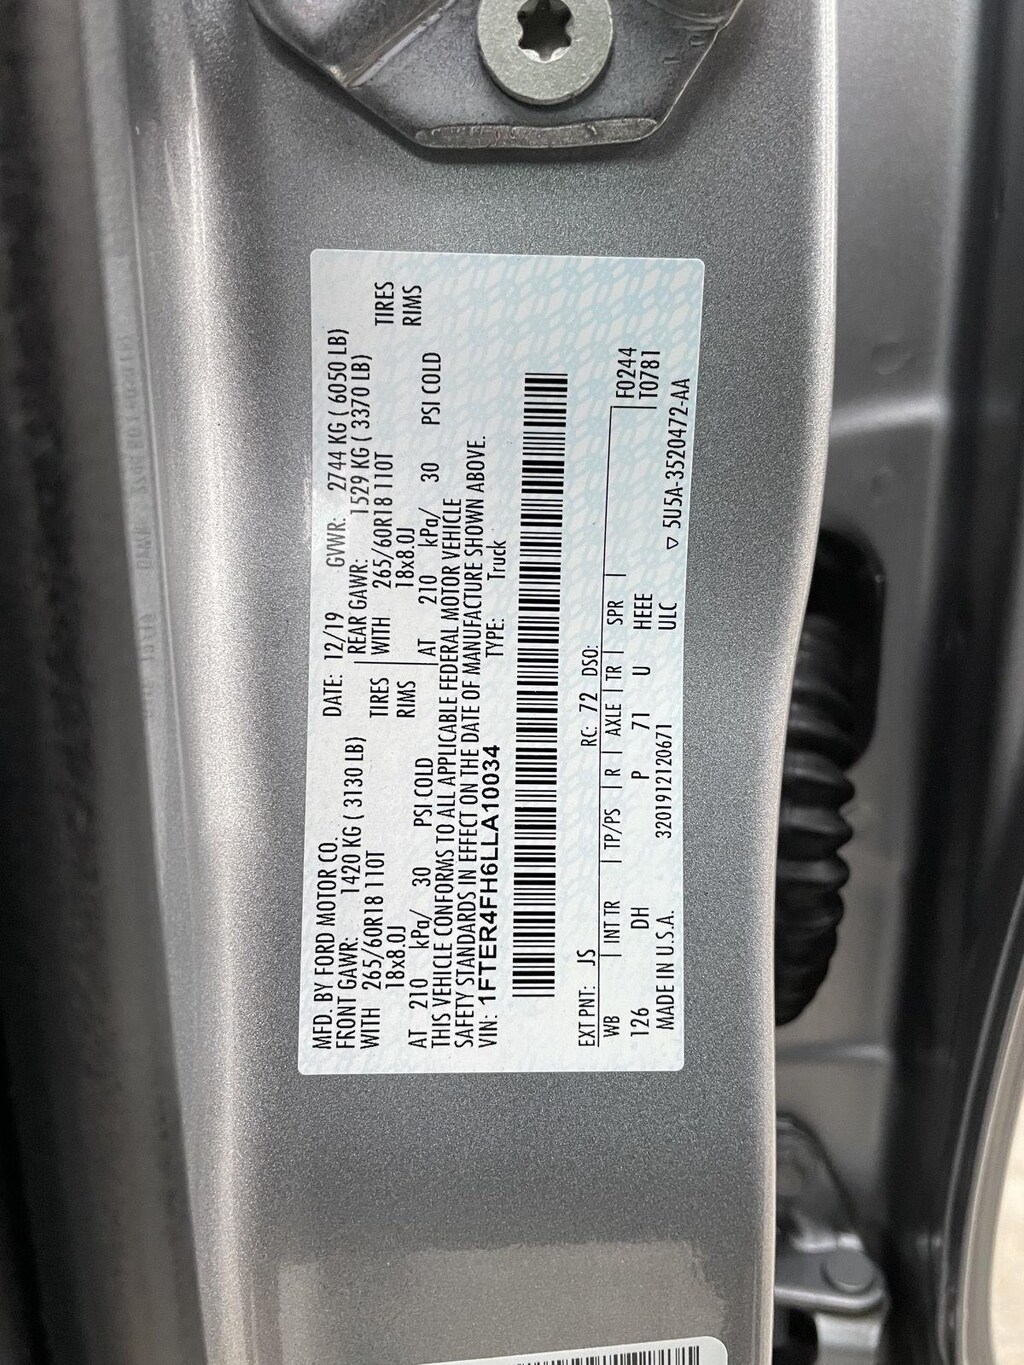 MFD. BY FORD MOTOR CO. DATE: 12/19 GVWR: 2744 KG ( 6050 LB)
FRONT GAWR: 1420 KG ( 3130 LB) REAR GAWR: 1529 KG ( 3370 LB)
WITH 265/60R18 110T TIRES WITH 265/60R18 110T TIRES
18x8.0J RIMS 18x8.0J RIMS
AT 210 kPa/ 30 PSI COLD AT 210 kPa/ 30 PSI COLD
THIS VEHICLE CONFORMS TO ALL APPLICABLE FEDERAL MOTOR VEHICLE
SAFETY STANDARDS IN EFFECT ON THE DATE OF MANUFACTURE SHOWN ABOVE.
VIN: 1FTER4FH6LLA10034 TYPE: Truck
EXT PNT: JS RC: 72 DSO:
WB INT TR TP/PS R AXLE TR SPR F0244
126 DH P 71 U HEEE T0781
MADE IN U.S.A. 3201912120671 ULC ▽ 5U5A-3520472-AA